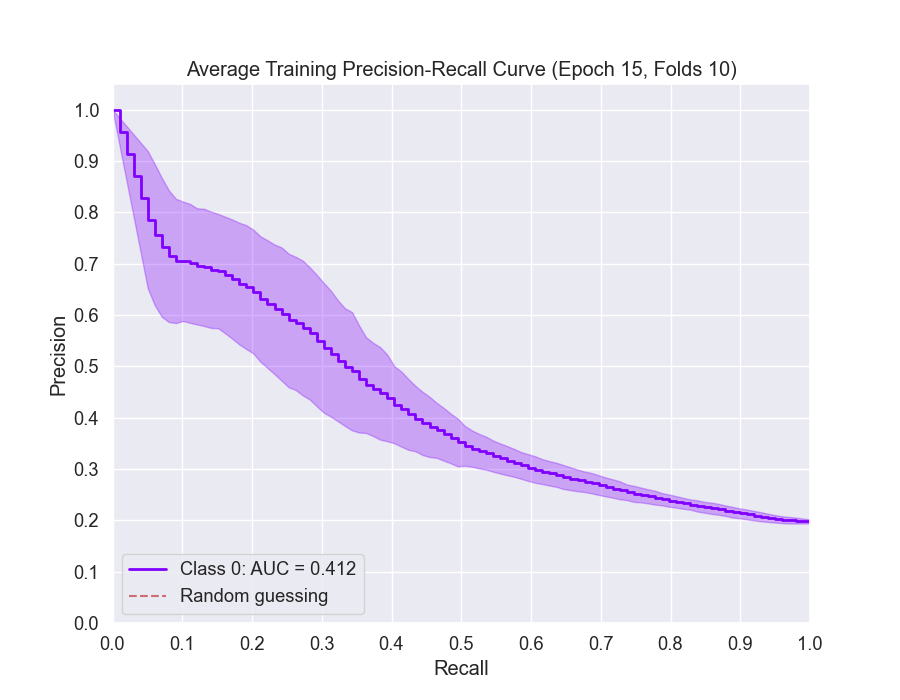 Average Training Precision-Recall Curve (Epoch 15, Folds 10)
1.0
0.9
0.8
0.7
0.6
0.5
0.4
0.3
0.2
0.1
0.0
Precision
Class 0: AUC = 0.412
Random guessing
0.0 0.1 0.2 0.3 0.4 0.5 0.6 0.7 0.8 0.9 1.0
Recall